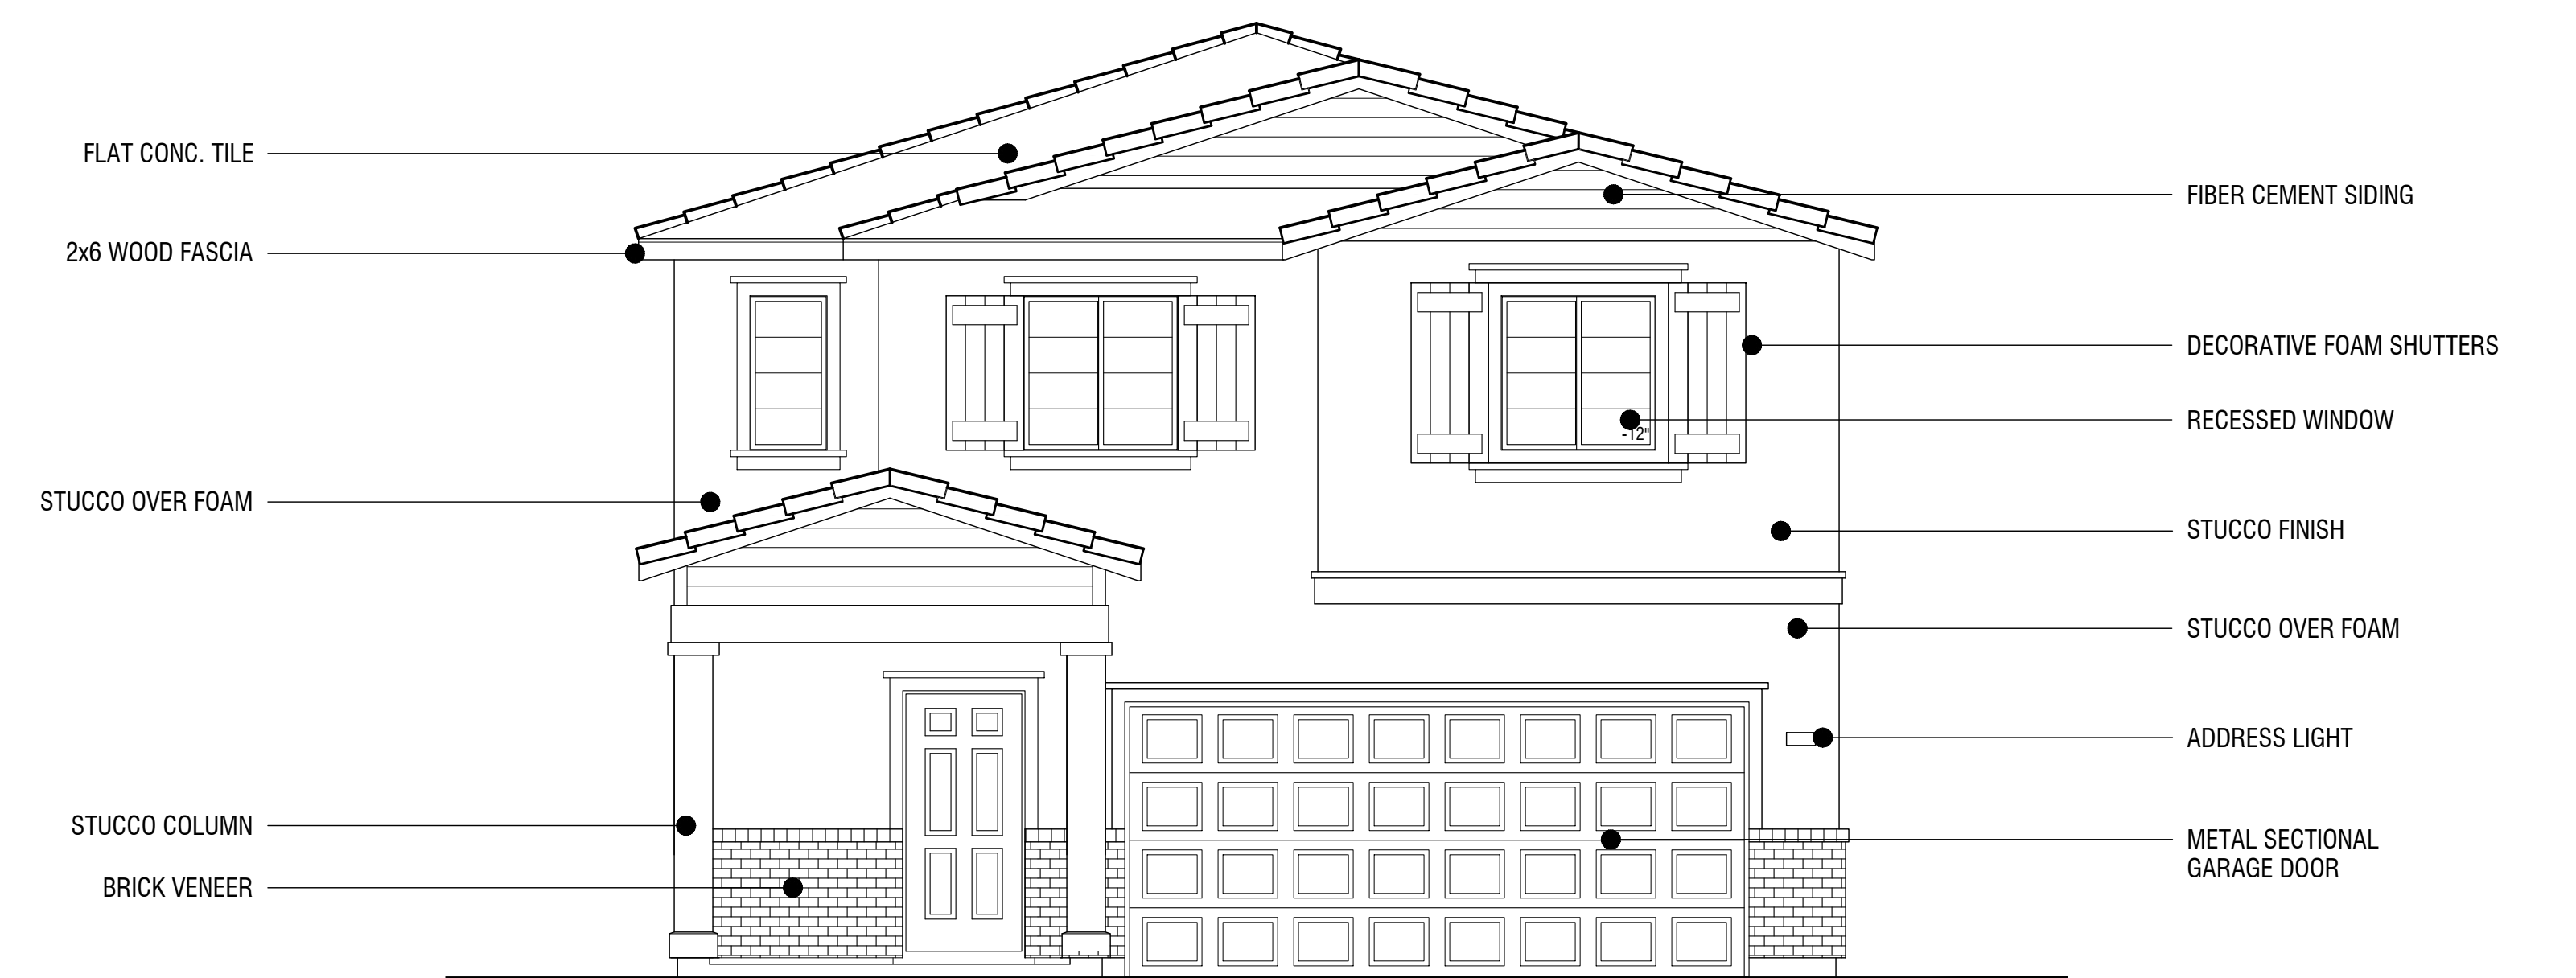 FLAT CONC. TILE
2x6 WOOD FASCIA
STUCCO OVER FOAM
STUCCO COLUMN
BRICK VENEER
FIBER CEMENT SIDING
DECORATIVE FOAM SHUTTERS
RECESSED WINDOW
-12"
STUCCO FINISH
STUCCO OVER FOAM
ADDRESS LIGHT
METAL SECTIONAL
GARAGE DOOR